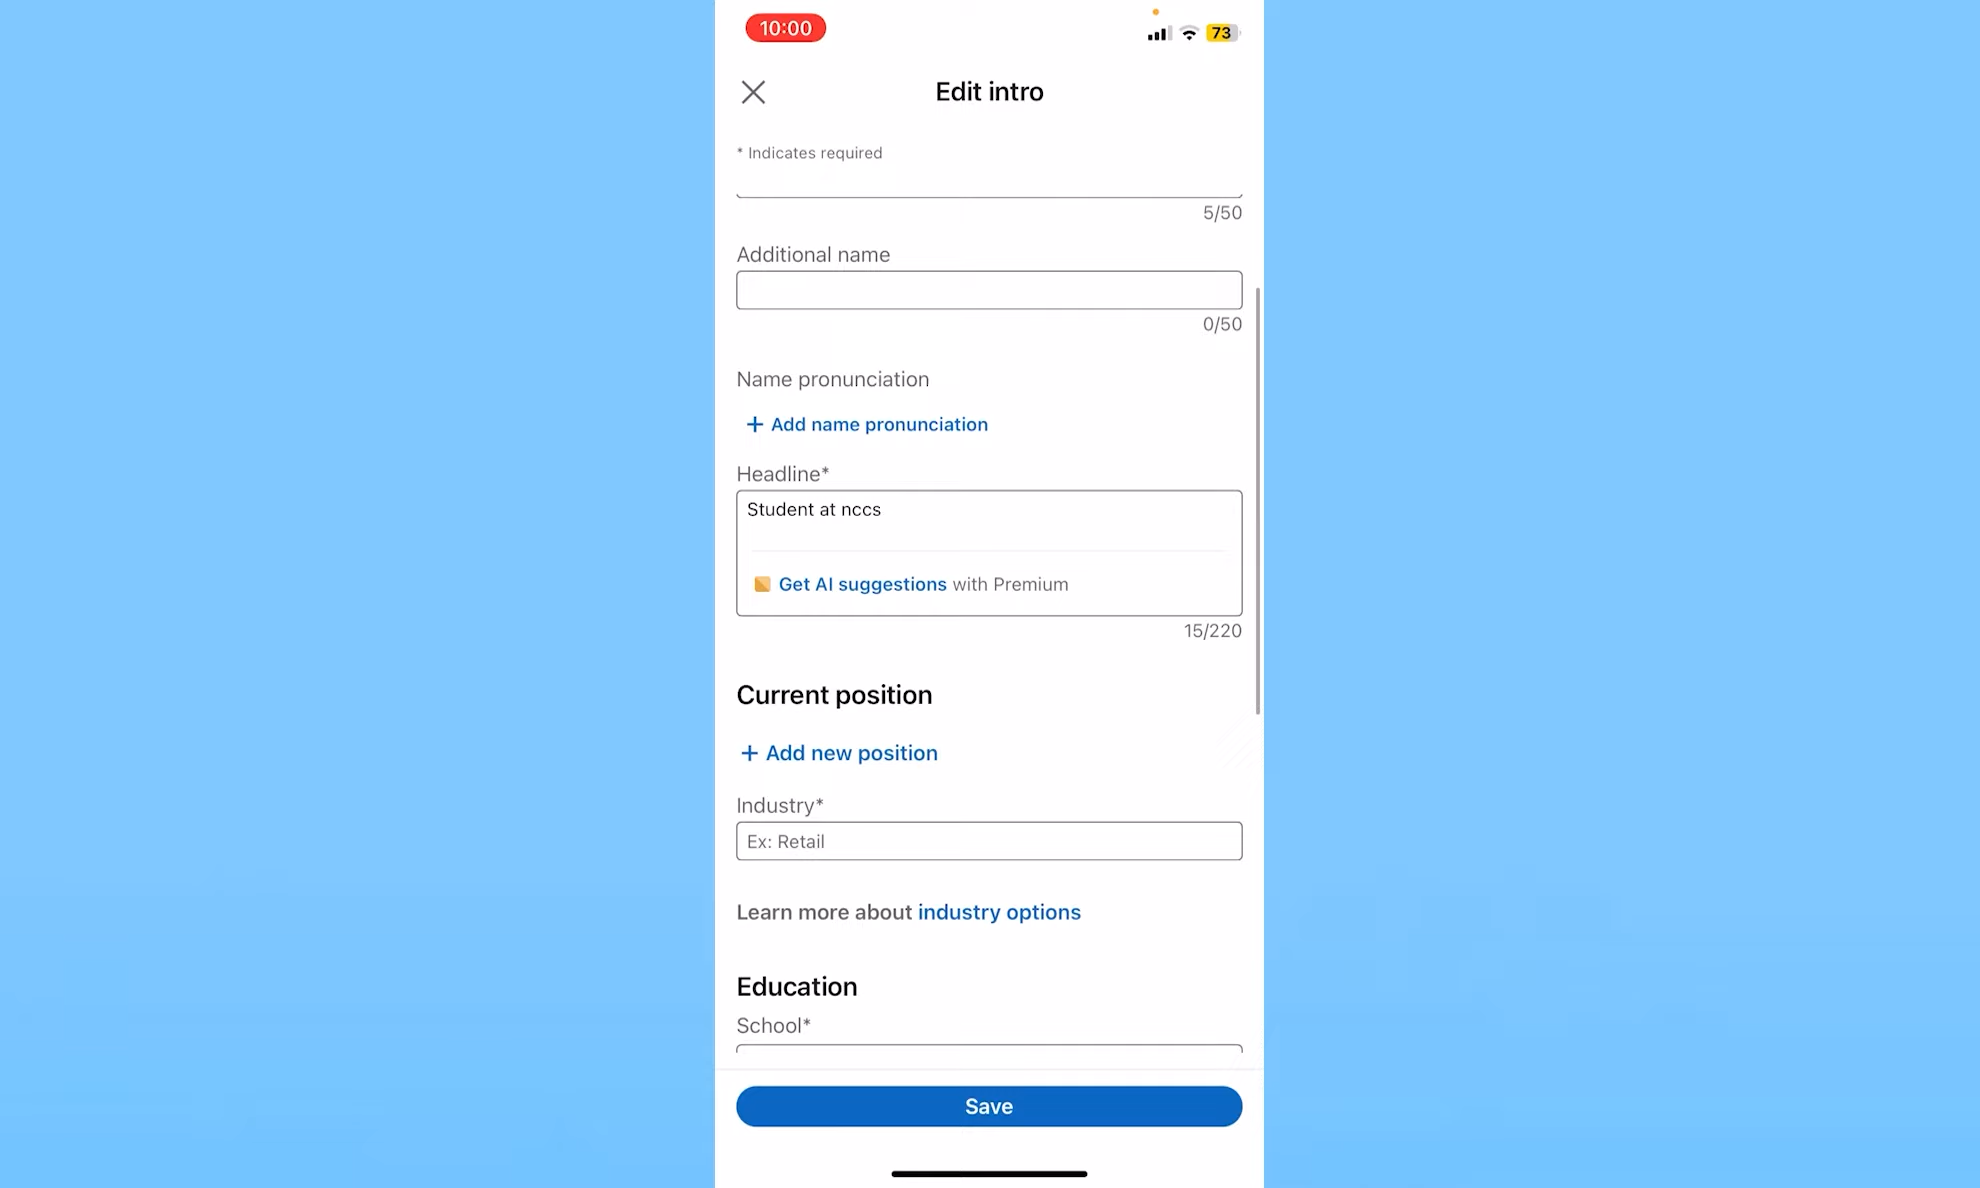 10:00
73
Edit intro
* Indicates required
5/50
Additional name
0/50
Name pronunciation
+ Add name pronunciation
Headline*
Student at nccs
Get AI suggestions with Premium
15/220
Current position
+ Add new position
Industry*
Ex: Retail
Learn more about industry options
Education
School*
Save